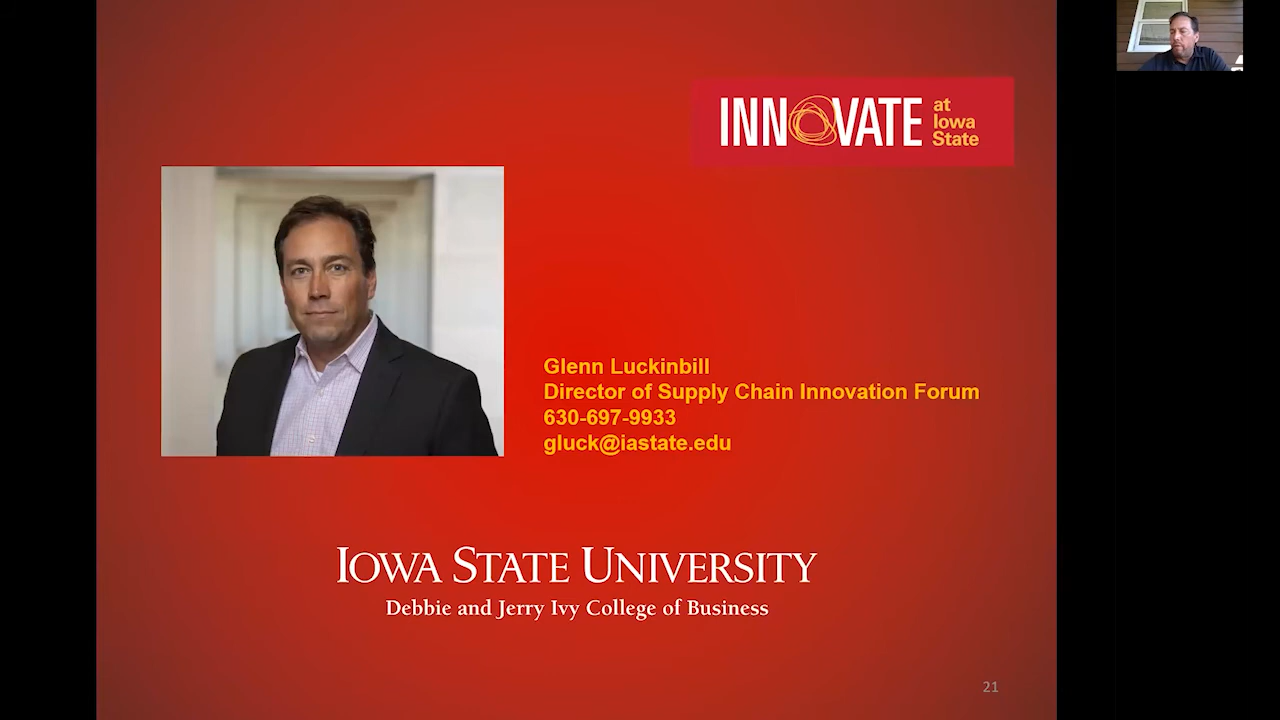 INNOVATE
at
Iowa
State
Glenn Luckinbill
Director of Supply Chain Innovation Forum
630-697-9933
gluck@iastate.edu
IOWA STATE UNIVERSITY
Debbie and Jerry Ivy College of Business
21